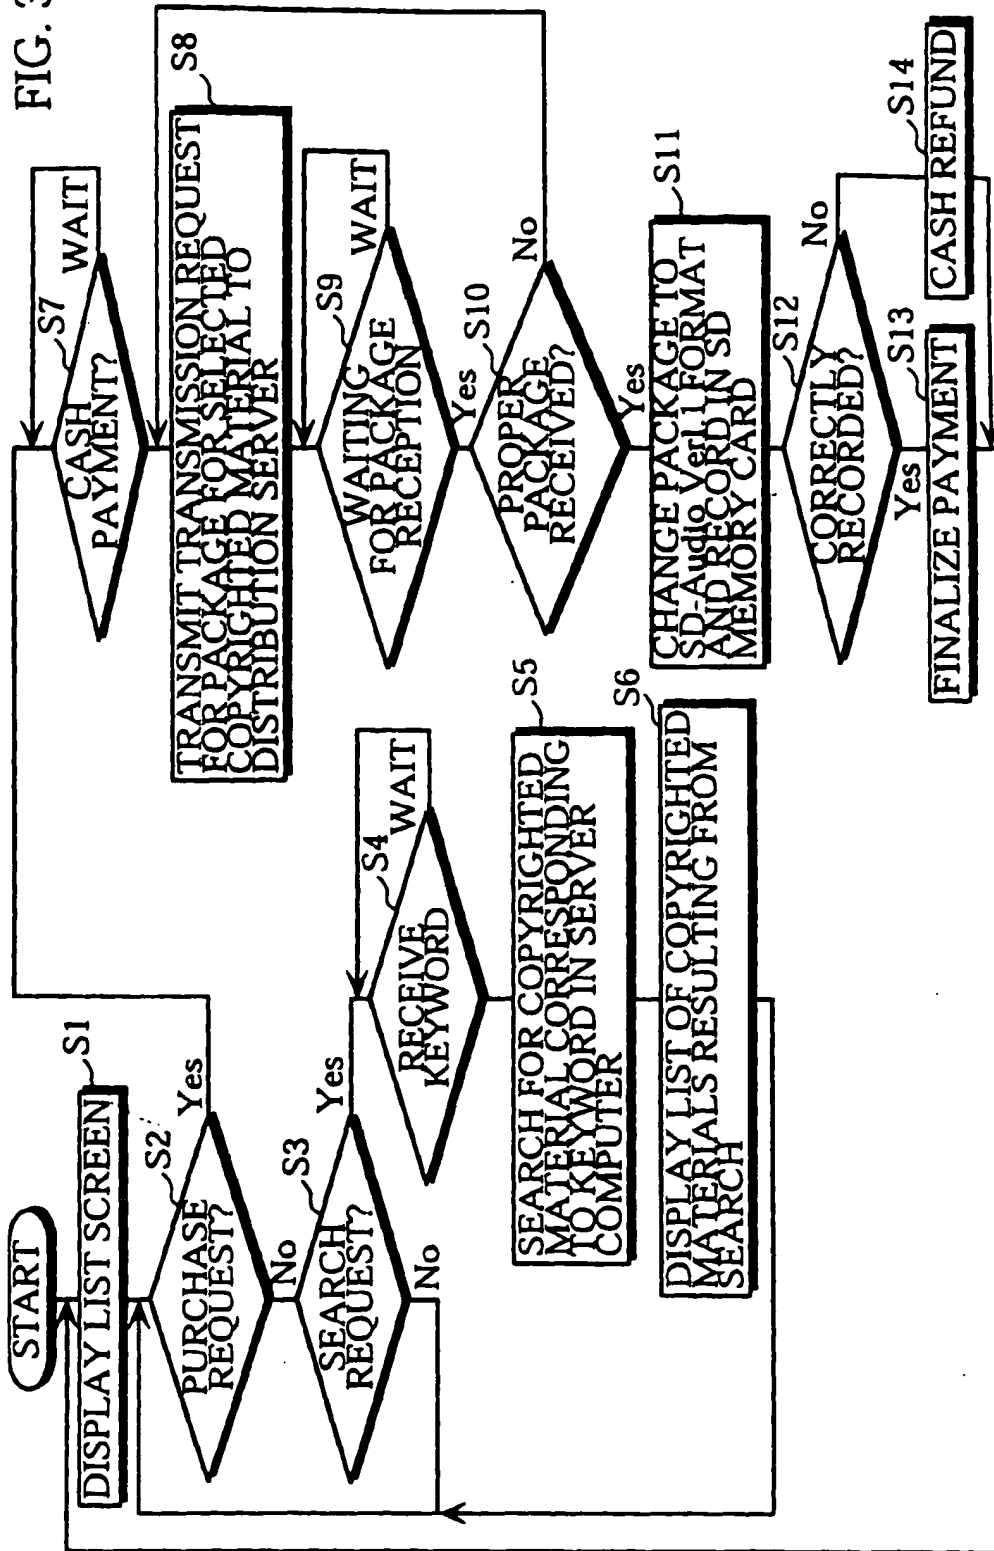 FIG. 3
START
DISPLAY LIST SCREEN
S1
PURCHASE
REQUEST?
S2
Yes
No
SEARCH
REQUEST?
S3
Yes
No
RECEIVE
KEYWORD
S4
WAIT
SEARCH FOR COPYRIGHTED
MATERIAL CORRESPONDING
TO KEYWORD IN SERVER
COMPUTER
S5
DISPLAY LIST OF COPYRIGHTED
MATERIALS RESULTING FROM
SEARCH
S6
CASH
PAYMENT?
S7
WAIT
TRANSMIT TRANSMISSION REQUEST
FOR PACKAGE FOR SELECTED
COPYRIGHTED MATERIAL TO
DISTRIBUTION SERVER
S8
WAITING
FOR PACKAGE
RECEPTION
S9
WAIT
Yes
PROPER
PACKAGE
RECEIVED?
S10
No
Yes
CHANGE PACKAGE TO
SD-Audio Ver1.1 FORMAT
AND RECORD IN SD
MEMORY CARD
S11
CORRECTLY
RECORDED?
S12
No
Yes
FINALIZE PAYMENT
S13
CASH REFUND
S14